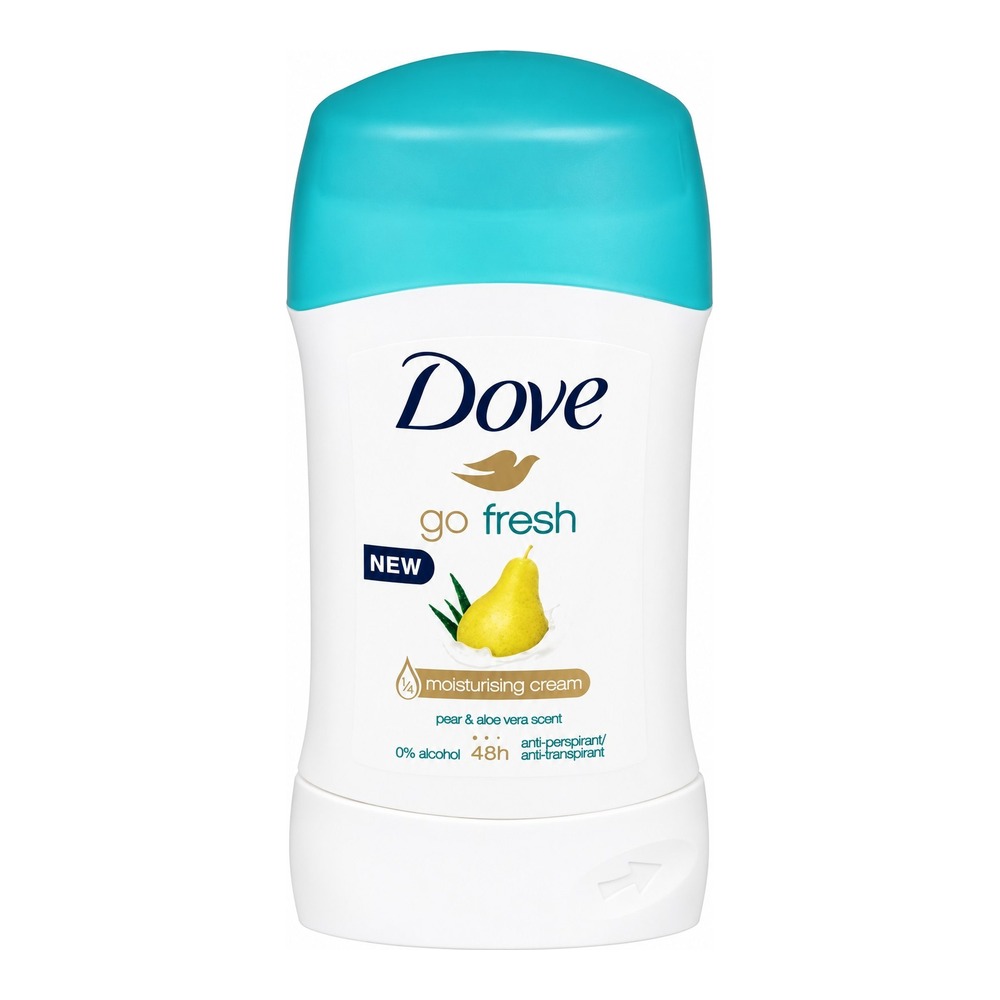 Dove
go fresh
NEW
1/4 moisturising cream
pear & aloe vera scent
0% alcohol 48h anti-perspirant/
anti-transpirant